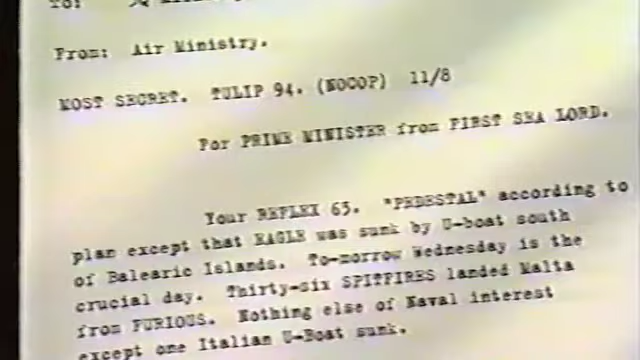 To:
From: Air Ministry.
MOST SECRET. TULIP 94. (NOCOP) 11/8
For PRIME MINISTER from FIRST SEA LORD.
Your REFLEX 63. "PEDESTAL" according to
plan except that EAGLE was sunk by U-boat south
of Balearic Islands. To-morrow Wednesday is the
crucial day. Thirty-six SPITFIRES landed Malta
from FURIOUS. Nothing else of Naval interest
except one Italian U-Boat sunk.